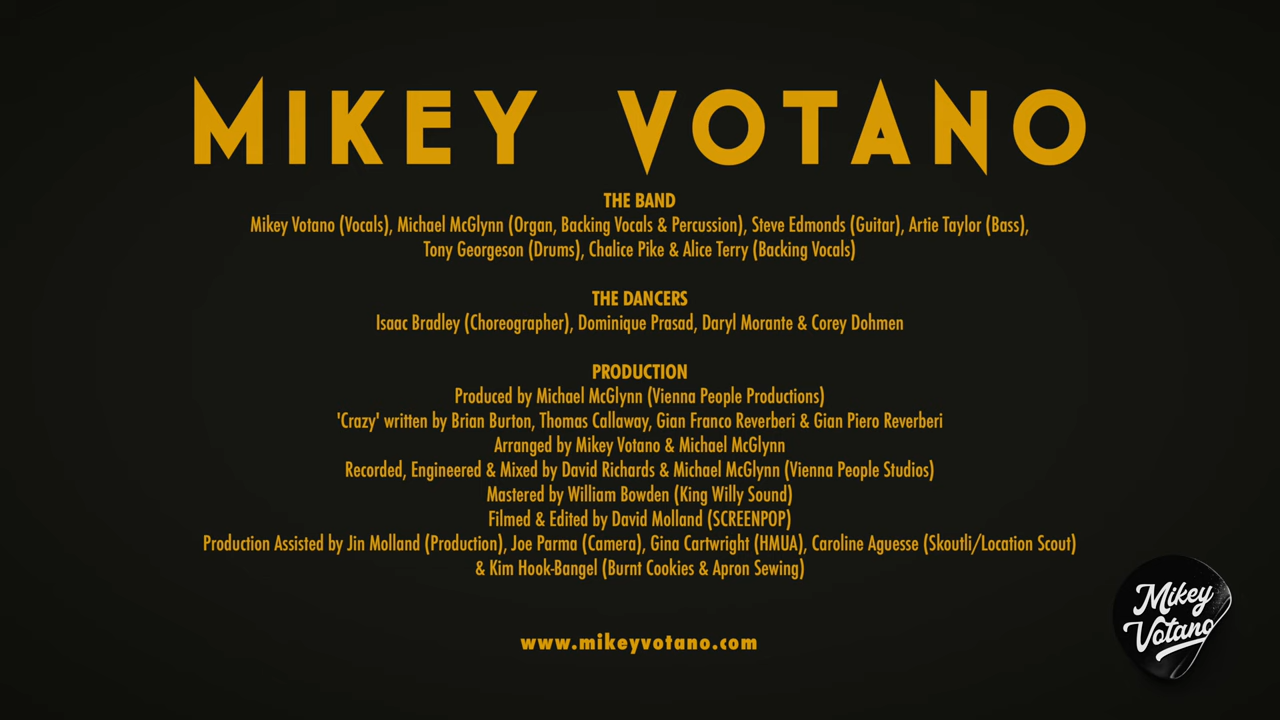 MIKEY VOTANO
THE BAND
Mikey Votano (Vocals), Michael McGlynn (Organ, Backing Vocals & Percussion), Steve Edmonds (Guitar), Artie Taylor (Bass),
Tony Georgeson (Drums), Chalice Pike & Alice Terry (Backing Vocals)
THE DANCERS
Isaac Bradley (Choreographer), Dominique Prasad, Daryl Morante & Corey Dohmen
PRODUCTION
Produced by Michael McGlynn (Vienna People Productions)
'Crazy' written by Brian Burton, Thomas Callaway, Gian Franco Reverberi & Gian Piero Reverberi
Arranged by Mikey Votano & Michael McGlynn
Recorded, Engineered & Mixed by David Richards & Michael McGlynn (Vienna People Studios)
Mastered by William Bowden (King Willy Sound)
Filmed & Edited by David Molland (SCREENPOP)
Production Assisted by Jin Molland (Production), Joe Parma (Camera), Gina Cartwright (HMUA), Caroline Aguesse (Skoutli/Location Scout)
& Kim Hook-Bangel (Burnt Cookies & Apron Sewing)
www.mikeyvotano.com
Mikey
Votano